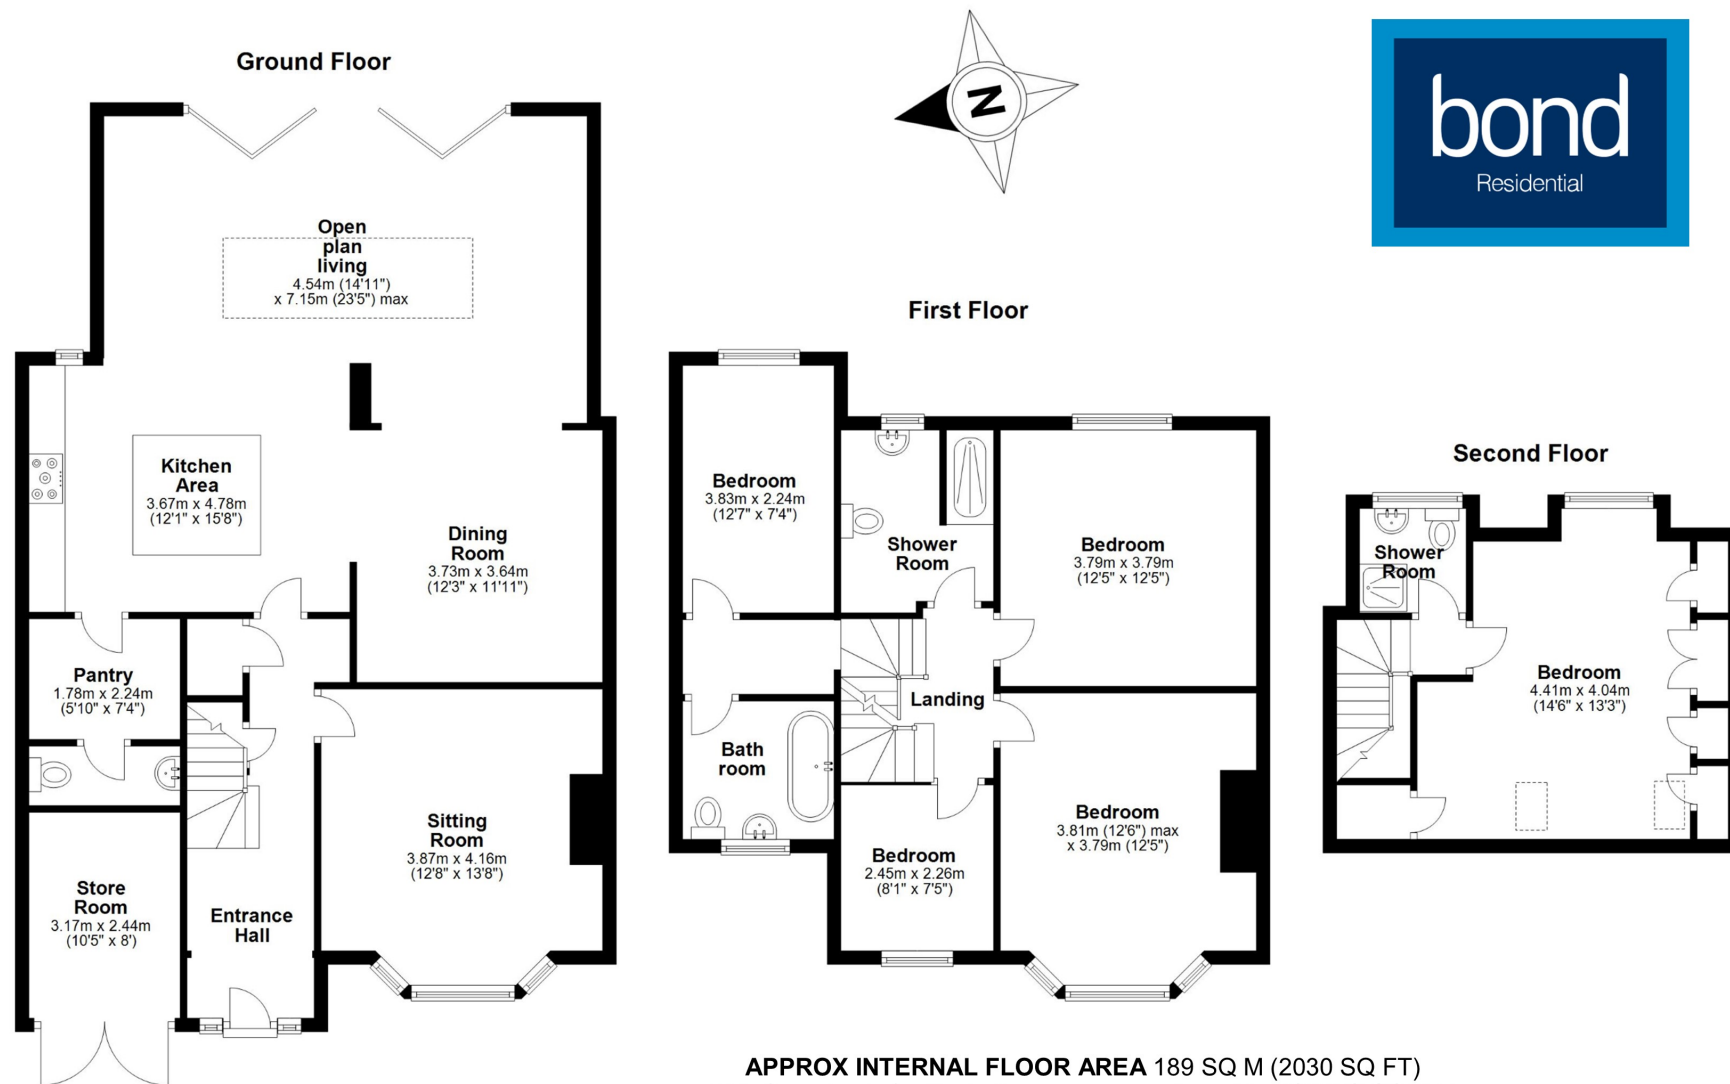 Ground Floor
N
bond
Residential
Open
plan
living
4.54m (14'11")
x 7.15m (23'5") max
Kitchen
Area
3.67m x 4.78m
(12'1" x 15'8")
Dining
Room
3.73m x 3.64m
(12'3" x 11'11")
Pantry
1.78m x 2.24m
(5'10" x 7'4")
Sitting
Room
3.87m x 4.16m
(12'8" x 13'8")
Store
Room
3.17m x 2.44m
(10'5" x 8')
Entrance
Hall
First Floor
Bedroom
3.83m x 2.24m
(12'7" x 7'4")
Shower
Room
Bedroom
3.79m x 3.79m
(12'5" x 12'5")
Landing
Bath
room
Bedroom
2.45m x 2.26m
(8'1" x 7'5")
Bedroom
3.81m (12'6") max
x 3.79m (12'5")
Second Floor
Shower
Room
Bedroom
4.41m x 4.04m
(14'6" x 13'3")
APPROX INTERNAL FLOOR AREA 189 SQ M (2030 SQ FT)